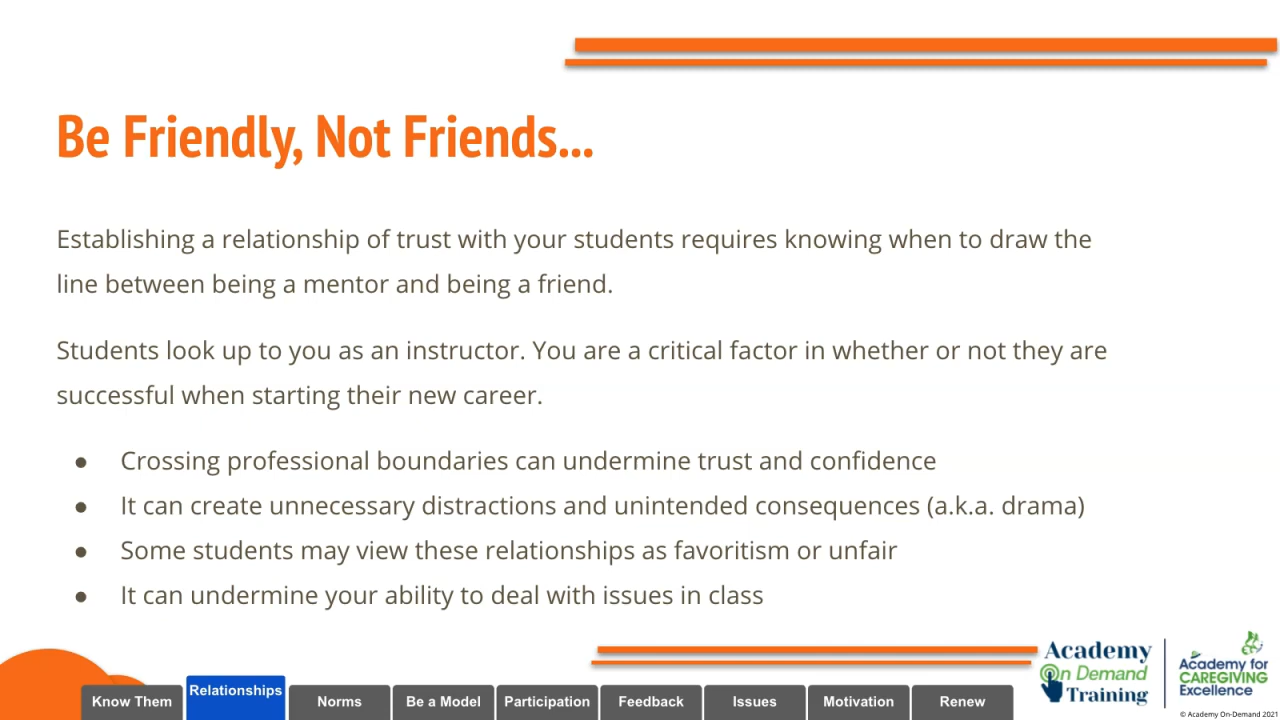 Be Friendly, Not Friends...
Establishing a relationship of trust with your students requires knowing when to draw the
line between being a mentor and being a friend.
Students look up to you as an instructor. You are a critical factor in whether or not they are
successful when starting their new career.
● Crossing professional boundaries can undermine trust and confidence
● It can create unnecessary distractions and unintended consequences (a.k.a. drama)
● Some students may view these relationships as favoritism or unfair
● It can undermine your ability to deal with issues in class
Know Them
Relationships
Norms
Be a Model
Participation
Feedback
Issues
Motivation
Renew
Academy
On Demand
Training
Academy for
CAREGIVING
Excellence
© Academy On-Demand 2021